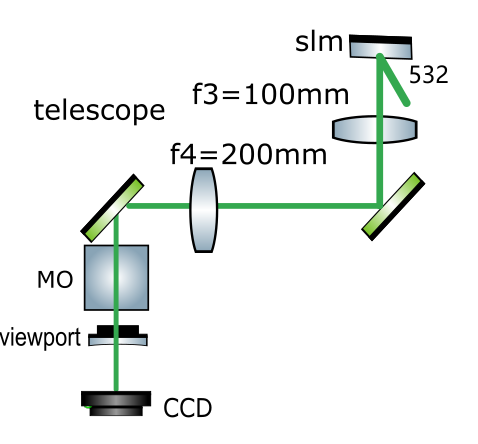 slm
532
f3=100mm
telescope
f4=200mm
MO
viewport
CCD